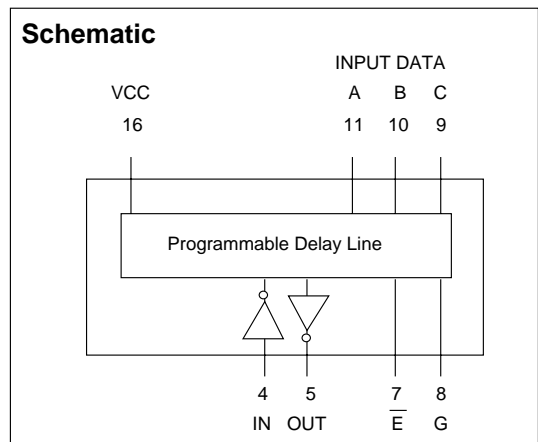 Schematic
INPUT DATA
VCC A B C
16 11 10 9
Programmable Delay Line
4 5 7 8
IN OUT E̅ G